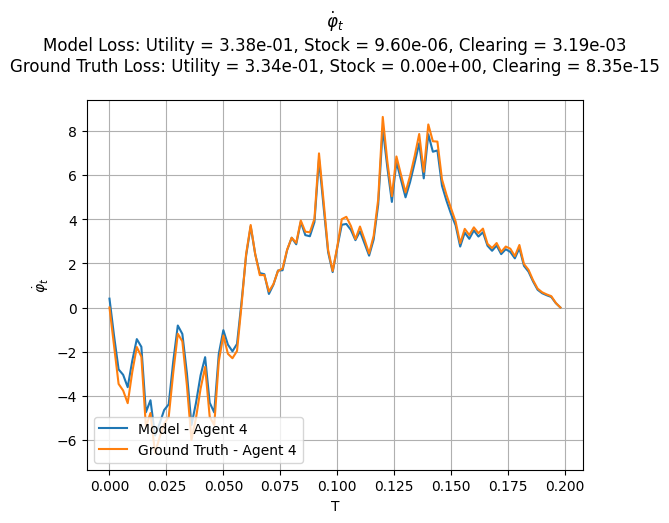 φ̇ₜ
Model Loss: Utility = 3.38e-01, Stock = 9.60e-06, Clearing = 3.19e-03
Ground Truth Loss: Utility = 3.34e-01, Stock = 0.00e+00, Clearing = 8.35e-15
8
6
4
2
0
−2
−4
−6
φ̇ₜ
Model - Agent 4
Ground Truth - Agent 4
0.000 0.025 0.050 0.075 0.100 0.125 0.150 0.175 0.200
T